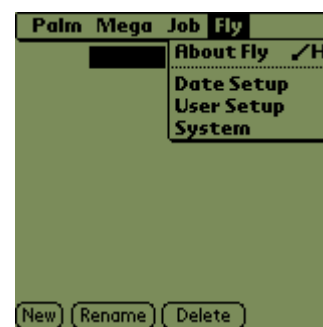 Palm Mega Job Fly
About Fly ✓H
Date Setup
User Setup
System
New Rename Delete